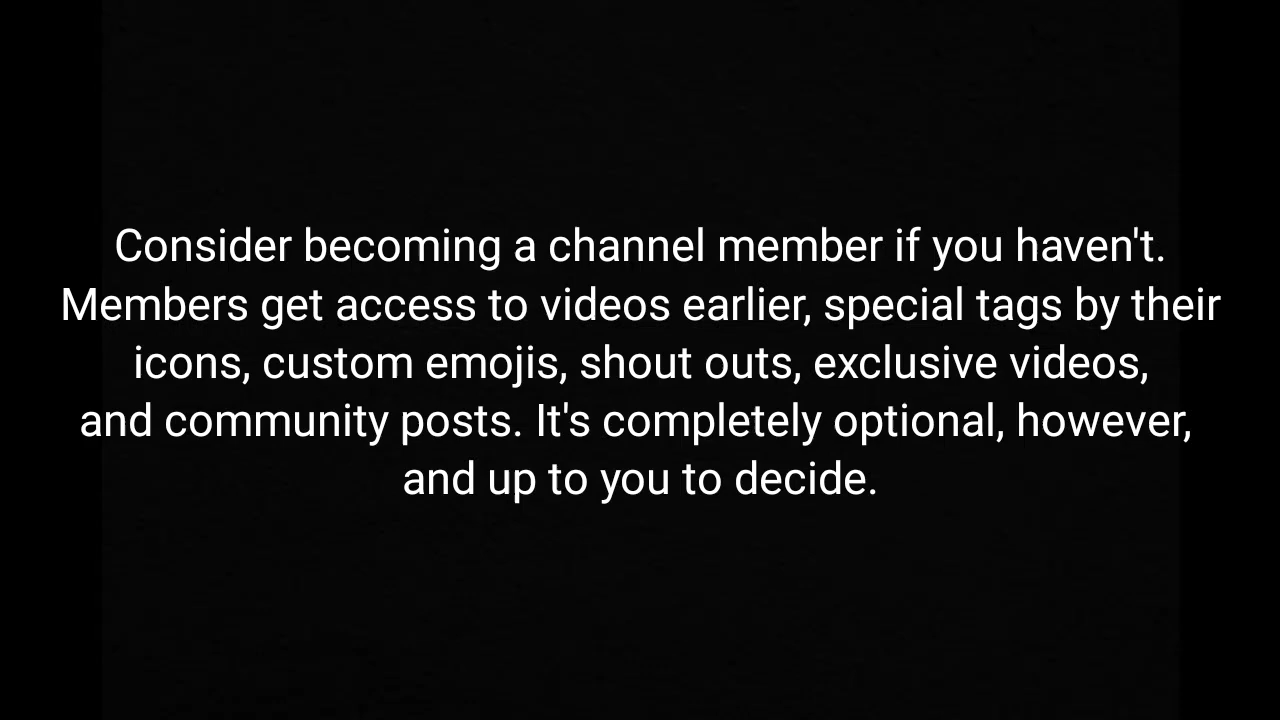 Consider becoming a channel member if you haven't.
Members get access to videos earlier, special tags by their
icons, custom emojis, shout outs, exclusive videos,
and community posts. It's completely optional, however,
and up to you to decide.